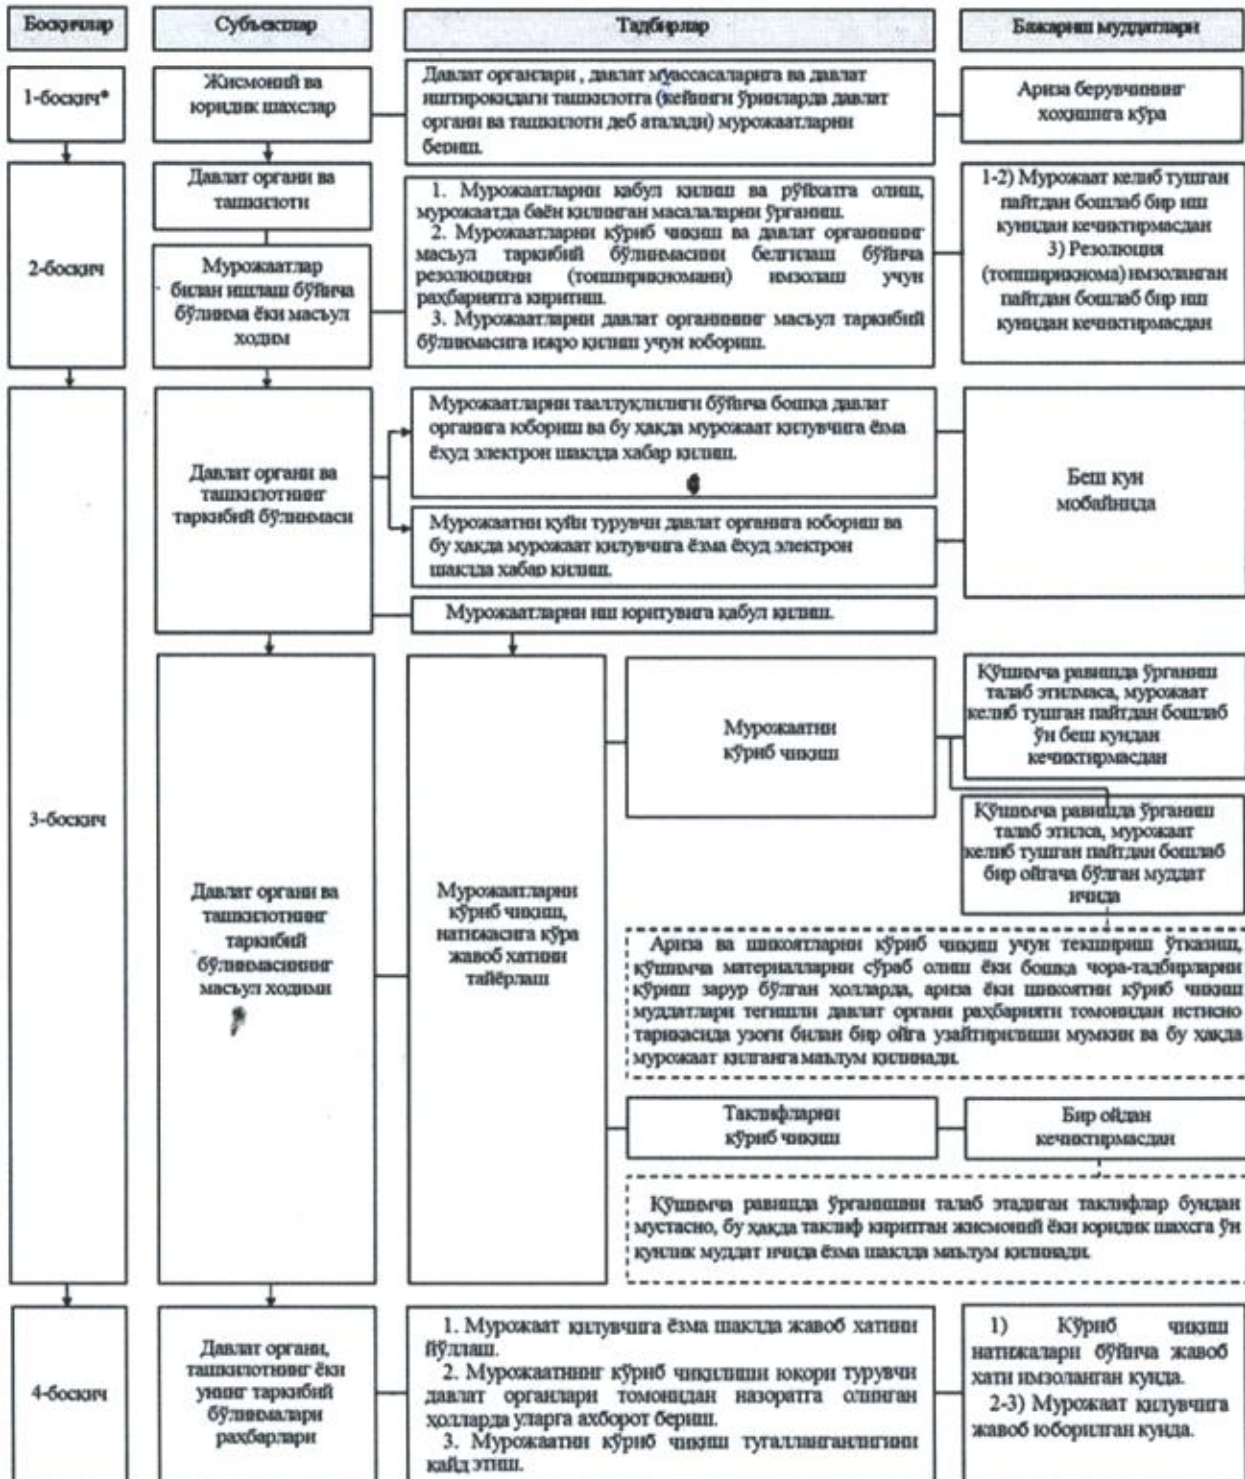 Босқичлар
Субъектлар
Тадбирлар
Бажариш муддатлари
1-босқич*
Жисмоний ва
юридик шахслар
Давлат органлари , давлат муассасаларига ва давлат
иштирокидаги ташкилотга (кейинги ўринларда давлат
органи ва ташкилоти деб аталади) мурожаатларни
бериш.
Ариза берувчининг
хоҳишига кўра
2-босқич
Давлат органи ва
ташкилоти
Мурожаатлар
билан ишлаш бўйича
бўлинма ёки масъул
ходим
1. Мурожаатларни қабул қилиш ва рўйхатга олиш,
мурожаатда баён қилинган масалаларни ўрганиш.
2. Мурожаатларни кўриб чиқиш ва давлат органининг
масъул таркибий бўлинмасини белгилаш бўйича
резолюцияни (топшириқномани) имзолаш учун
раҳбариятга киритиш.
3. Мурожаатларни давлат органининг масъул таркибий
бўлинмасига ижро қилиш учун юбориш.
1-2) Мурожаат келиб тушган
пайтдан бошлаб бир иш
кунидан кечиктирмасдан
3) Резолюция
(топшириқнома) имзоланган
пайтдан бошлаб бир иш
кунидан кечиктирмасдан
3-босқич
Давлат органи ва
ташкилотнинг
таркибий бўлинмаси
Мурожаатларни тааллуқлилиги бўйича бошқа давлат
органига юбориш ва бу ҳақда мурожаат қилувчига ёзма
ёхуд электрон шаклда хабар қилиш.
Мурожаатни қуйи турувчи давлат органига юбориш ва
бу ҳақда мурожаат қилувчига ёзма ёхуд электрон
шаклда хабар қилиш.
Беш кун
мобайнида
Мурожаатларни иш юритувига қабул қилиш.
Давлат органи ва
ташкилотнинг
таркибий
бўлинмасининг
масъул ходими
Мурожаатларни
кўриб чиқиш,
натижасига кўра
жавоб хатини
тайёрлаш
Мурожаатни
кўриб чиқиш
Қўшимча равишда ўрганиш
талаб этилмаса, мурожаат
келиб тушган пайтдан бошлаб
ўн беш кундан
кечиктирмасдан
Қўшимча равишда ўрганиш
талаб этилса, мурожаат
келиб тушган пайтдан бошлаб
бир ойгача бўлган муддат
ичида
Ариза ва шикоятларни кўриб чиқиш учун текшириш ўтказиш,
қўшимча материалларни сўраб олиш ёки бошқа чора-тадбирларни
кўриш зарур бўлган ҳолларда, ариза ёки шикоятни кўриб чиқиш
муддатлари тегишли давлат органи раҳбарияти томонидан истисно
тариқасида узоғи билан бир ойга узайтирилиши мумкин ва бу ҳақда
мурожаат қилганга маълум қилинади.
Таклифларни
кўриб чиқиш
Бир ойдан
кечиктирмасдан
Қўшимча равишда ўрганишни талаб этадиган таклифлар бундан
мустасно, бу ҳақда таклиф киритган жисмоний ёки юридик шахсга ўн
кунлик муддат ичида ёзма шаклда маълум қилинади.
4-босқич
Давлат органи,
ташкилотнинг ёки
унинг таркибий
бўлинмалари
раҳбарлари
1. Мурожаат қилувчига ёзма шаклда жавоб хатини
йўллаш.
2. Мурожаатнинг кўриб чиқилиши юқори турувчи
давлат органлари томонидан назоратга олинган
ҳолларда уларга ахборот бериш.
3. Мурожаатни кўриб чиқиш тугалланганлигини
қайд этиш.
1) Кўриб чиқиш
натижалари бўйича жавоб
хати имзоланган кунда.
2-3) Мурожаат қилувчига
жавоб юборилган кунда.